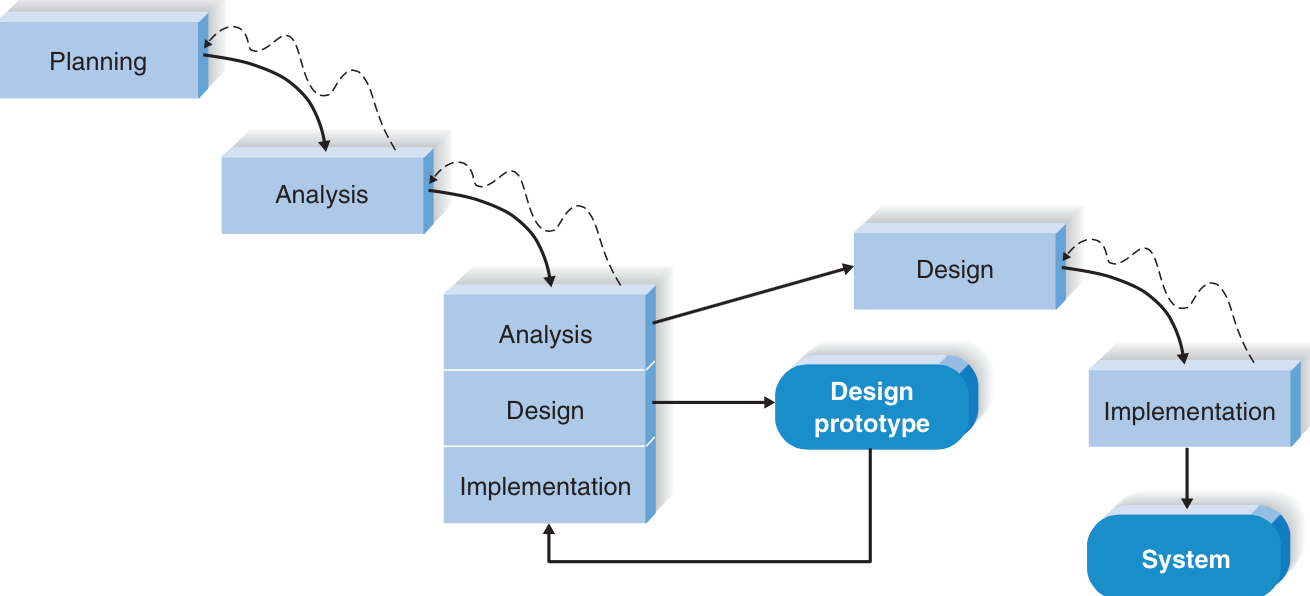 Planning
Analysis
Analysis
Design
Implementation
Design
Design
prototype
Implementation
System